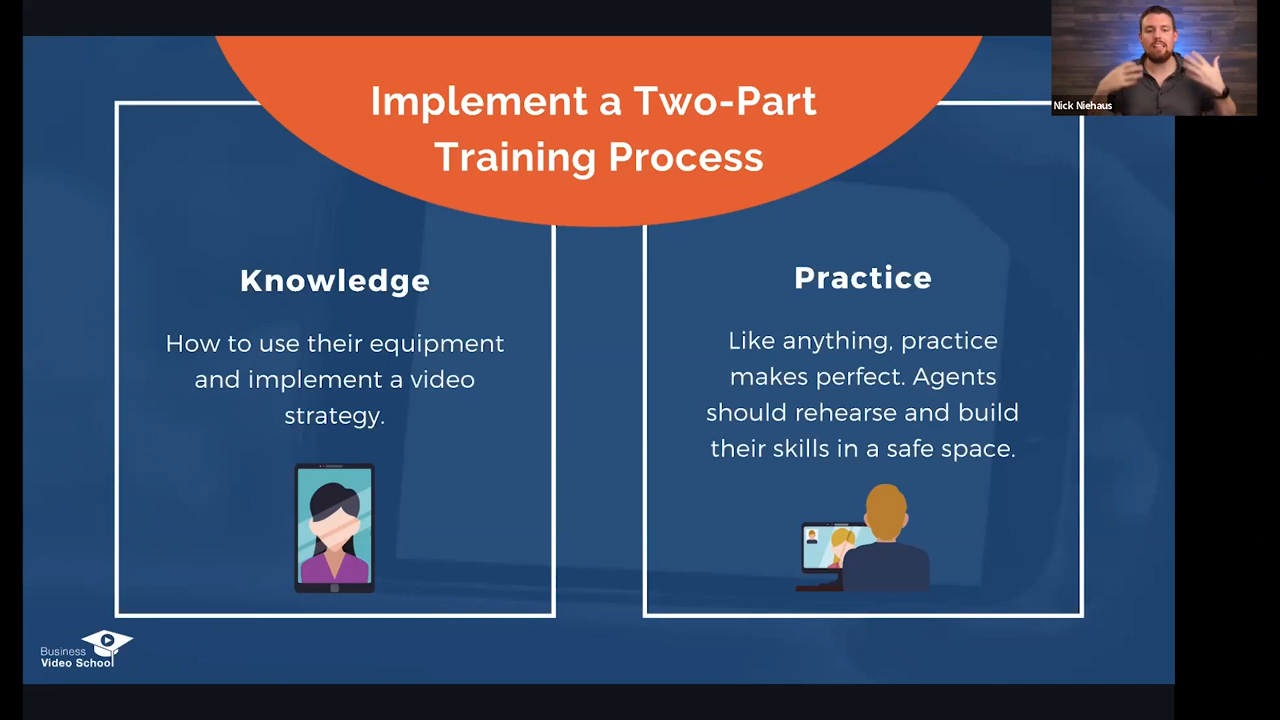 Implement a Two-Part
Training Process
Nick Niehaus
Knowledge
How to use their equipment
and implement a video
strategy.
Practice
Like anything, practice
makes perfect. Agents
should rehearse and build
their skills in a safe space.
Business
Video School